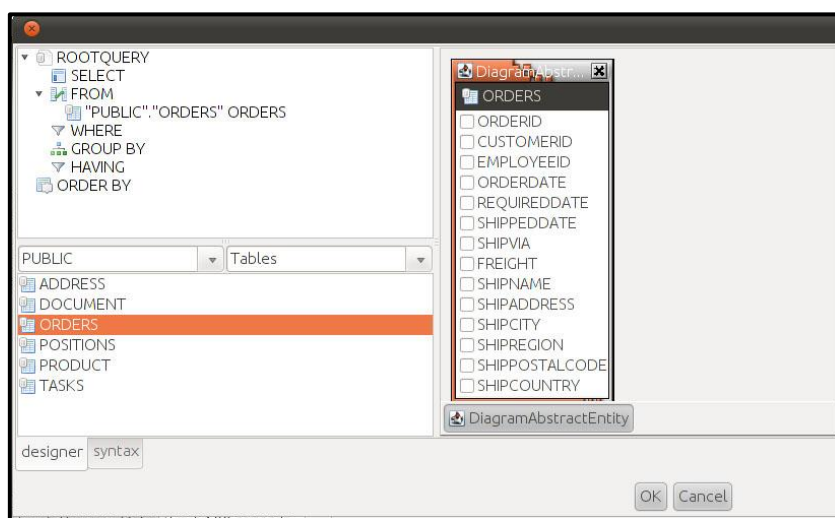 ROOTQUERY
SELECT
FROM
"PUBLIC"."ORDERS" ORDERS
WHERE
GROUP BY
HAVING
ORDER BY
PUBLIC
Tables
ADDRESS
DOCUMENT
ORDERS
POSITIONS
PRODUCT
TASKS
designer
syntax
DiagramAbstr...
ORDERS
ORDERID
CUSTOMERID
EMPLOYEEID
ORDERDATE
REQUIREDDATE
SHIPPEDDATE
SHIPVIA
FREIGHT
SHIPNAME
SHIPADDRESS
SHIPCITY
SHIPREGION
SHIPPOSTALCODE
SHIPCOUNTRY
DiagramAbstractEntity
OK
Cancel